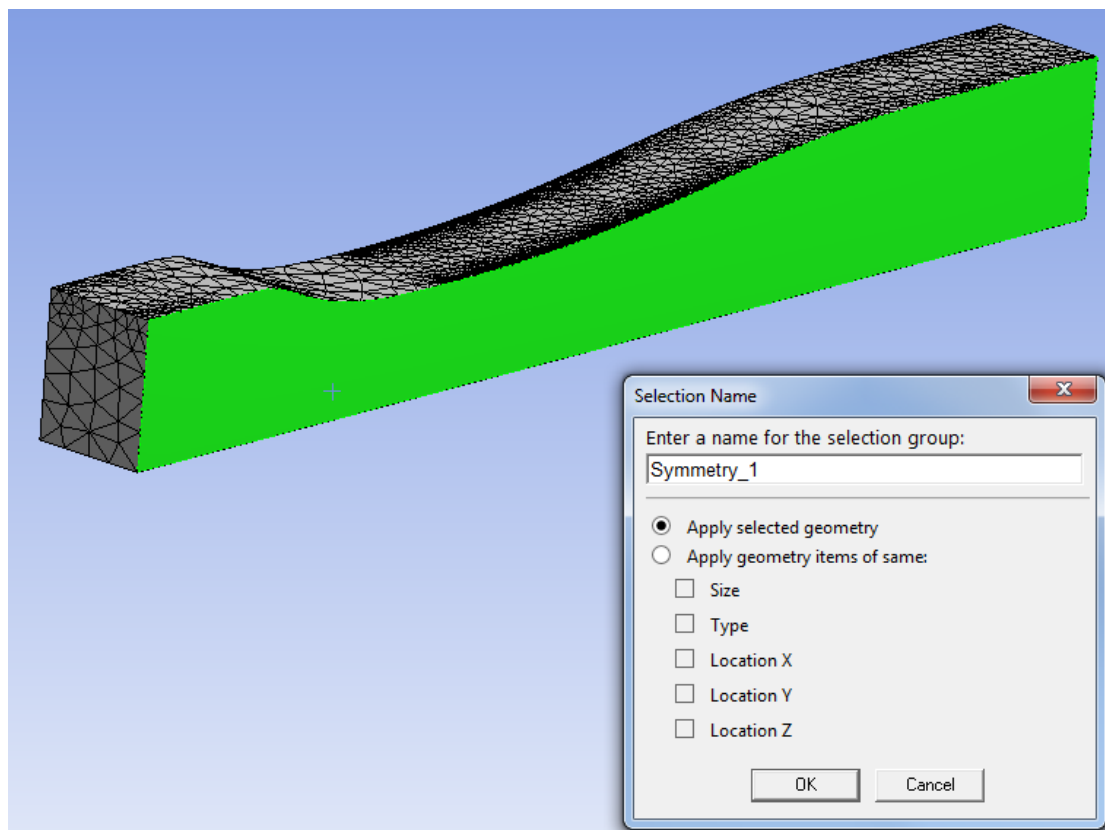 Selection Name
Enter a name for the selection group:
Symmetry_1
Apply selected geometry
Apply geometry items of same:
Size
Type
Location X
Location Y
Location Z
OK
Cancel